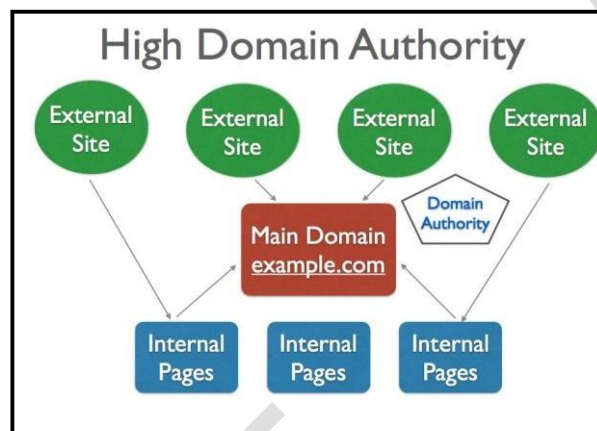 High Domain Authority
External
Site
External
Site
External
Site
External
Site
Domain
Authority
Main Domain
example.com
Internal
Pages
Internal
Pages
Internal
Pages